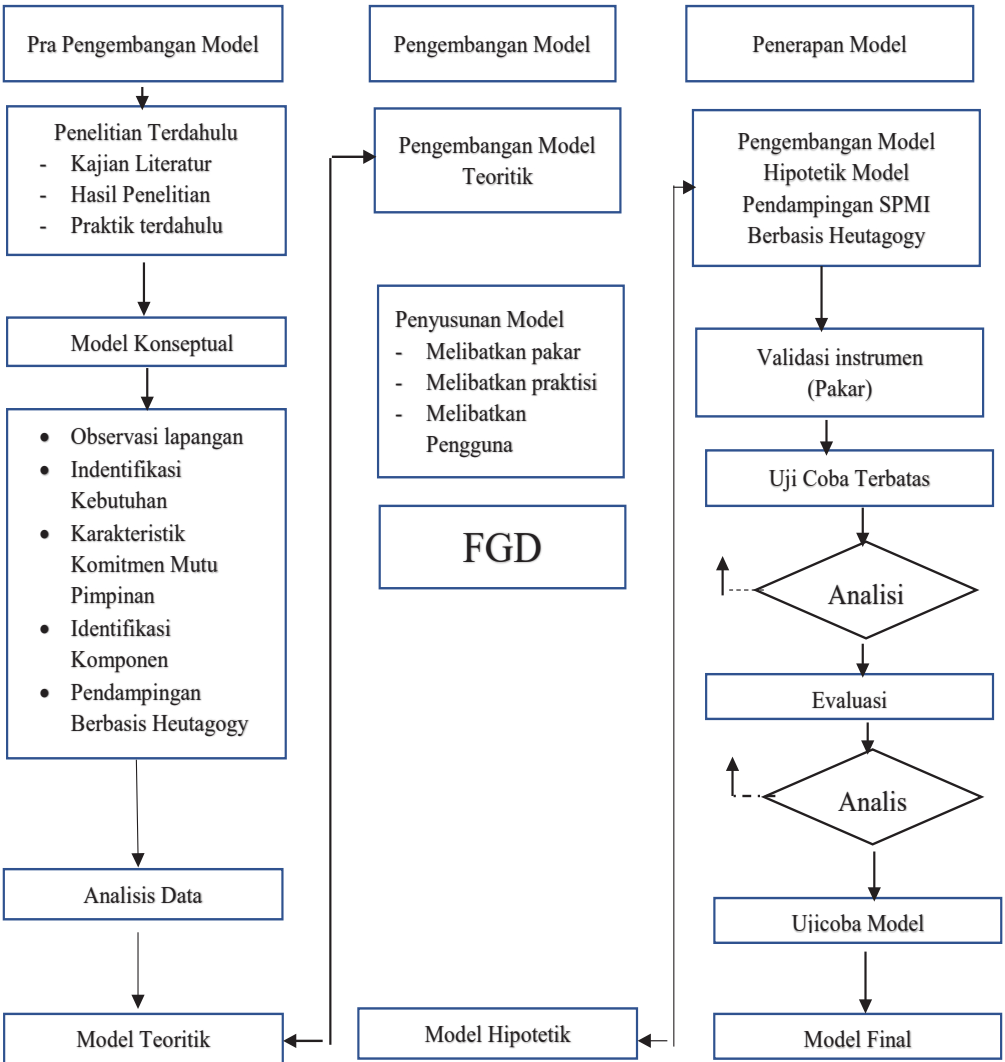 Pra Pengembangan Model
Penelitian Terdahulu
- Kajian Literatur
- Hasil Penelitian
- Praktik terdahulu
Model Konseptual
• Observasi lapangan
• Indentifikasi
Kebutuhan
• Karakteristik
Komitmen Mutu
Pimpinan
• Identifikasi
Komponen
• Pendampingan
Berbasis Heutagogy
Analisis Data
Model Teoritik
Pengembangan Model
Pengembangan Model
Teoritik
Penyusunan Model
- Melibatkan pakar
- Melibatkan praktisi
- Melibatkan
Pengguna
FGD
Model Hipotetik
Penerapan Model
Pengembangan Model
Hipotetik Model
Pendampingan SPMI
Berbasis Heutagogy
Validasi instrumen
(Pakar)
Uji Coba Terbatas
Analisi
Evaluasi
Analis
Ujicoba Model
Model Final